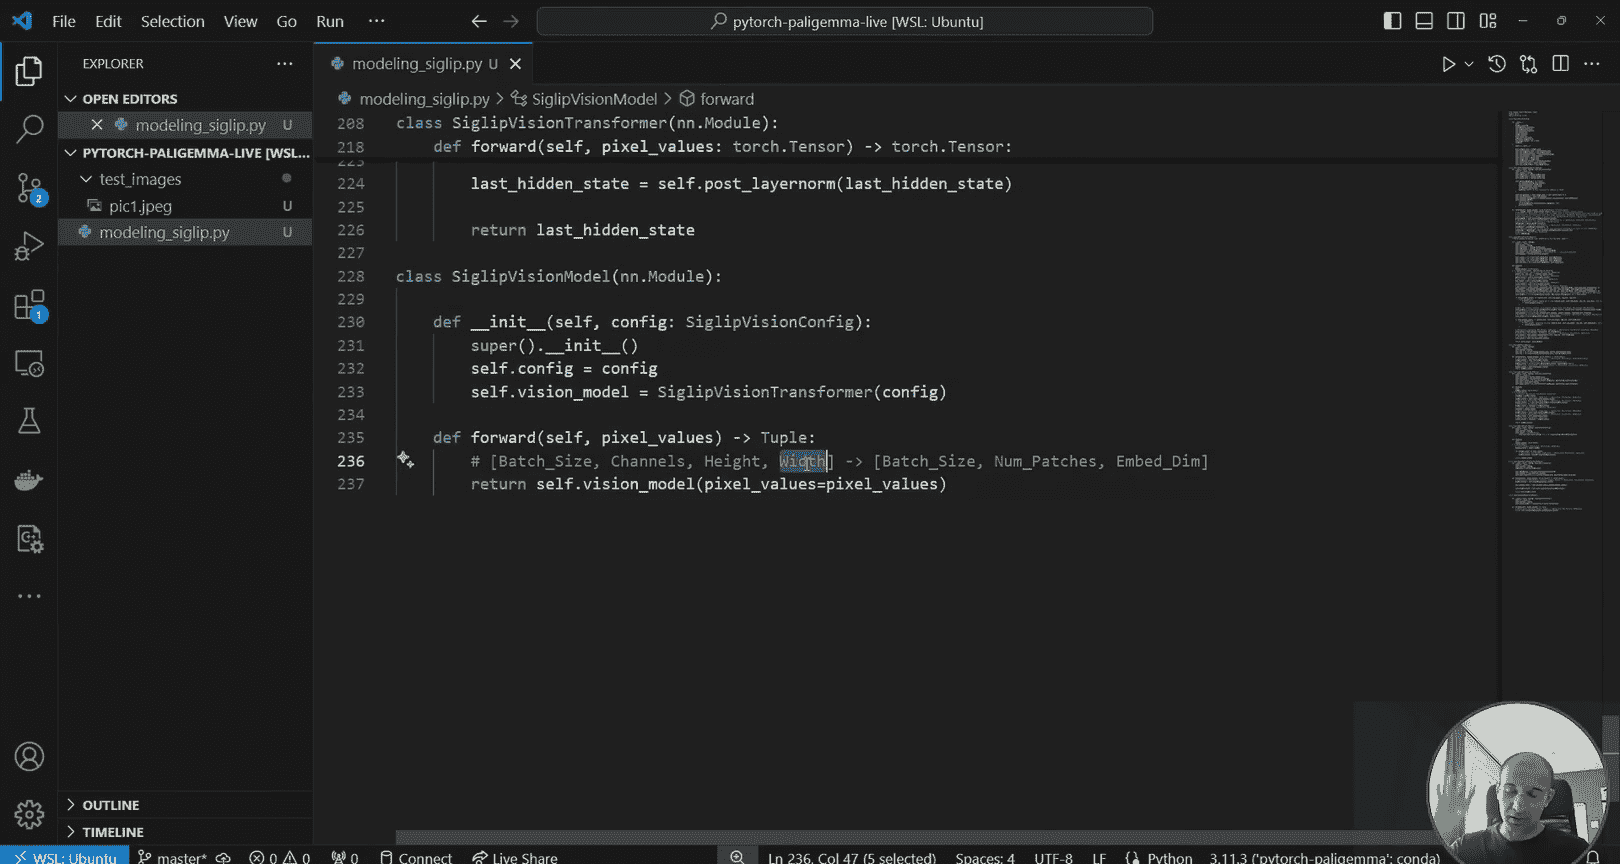 File Edit Selection View Go Run ··· pytorch-paligemma-live [WSL: Ubuntu]
EXPLORER ···
modeling_siglip.py U
OPEN EDITORS
modeling_siglip.py > SiglipVisionModel > forward
modeling_siglip.py U
208 class SiglipVisionTransformer(nn.Module):
PYTORCH-PALIGEMMA-LIVE [WSL...
218 def forward(self, pixel_values: torch.Tensor) -> torch.Tensor:
223
test_images
224 last_hidden_state = self.post_layernorm(last_hidden_state)
pic1.jpeg U
225
modeling_siglip.py U
226 return last_hidden_state
227
228 class SiglipVisionModel(nn.Module):
229
230 def __init__(self, config: SiglipVisionConfig):
231 super().__init__()
232 self.config = config
233 self.vision_model = SiglipVisionTransformer(config)
234
235 def forward(self, pixel_values) -> Tuple:
236 # [Batch_Size, Channels, Height, Width] -> [Batch_Size, Num_Patches, Embed_Dim]
237 return self.vision_model(pixel_values=pixel_values)
2
1
OUTLINE
TIMELINE
WSL: Ubuntu master* 0 0 0 Connect Live Share Ln 236, Col 47 (5 selected) Spaces: 4 UTF-8 LF Python 3.11.3 ('pytorch-paligemma': conda)